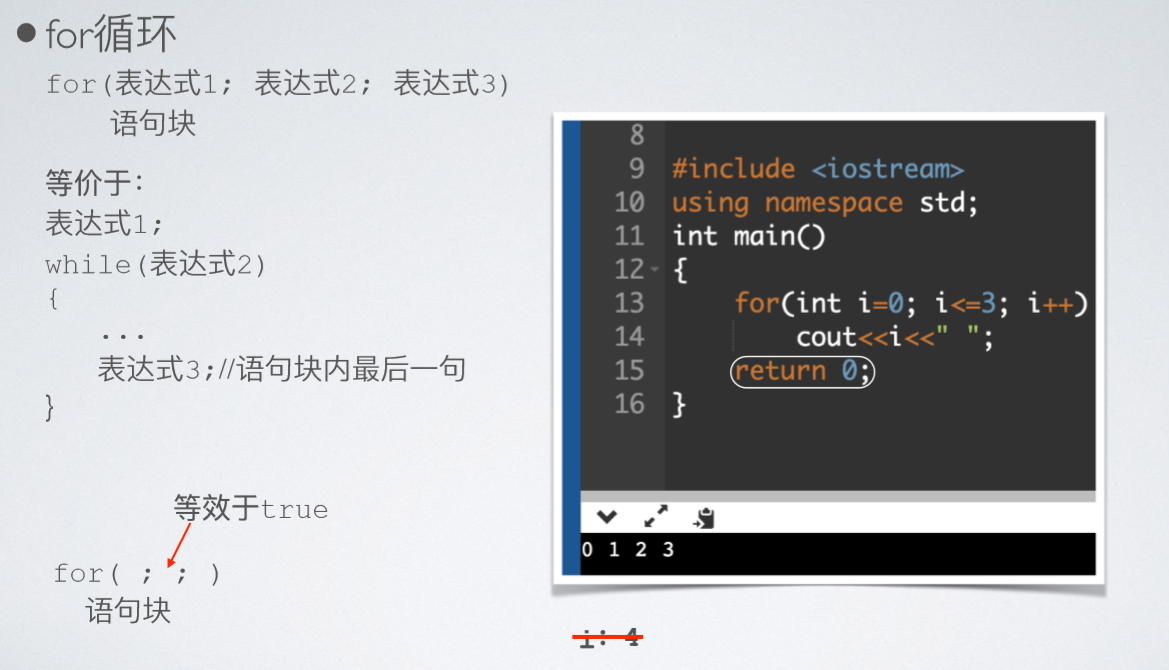 ●for循环
for(表达式1; 表达式2; 表达式3)
语句块
等价于:
表达式1;
while(表达式2)
{
...
表达式3;//语句块内最后一句
}
等效于true
for( ; ; )
语句块
8
9 #include <iostream>
10 using namespace std;
11 int main()
12 {
13 for(int i=0; i<=3; i++)
14 cout<<i<<" ";
15 return 0;
16 }
0 1 2 3
i: 4